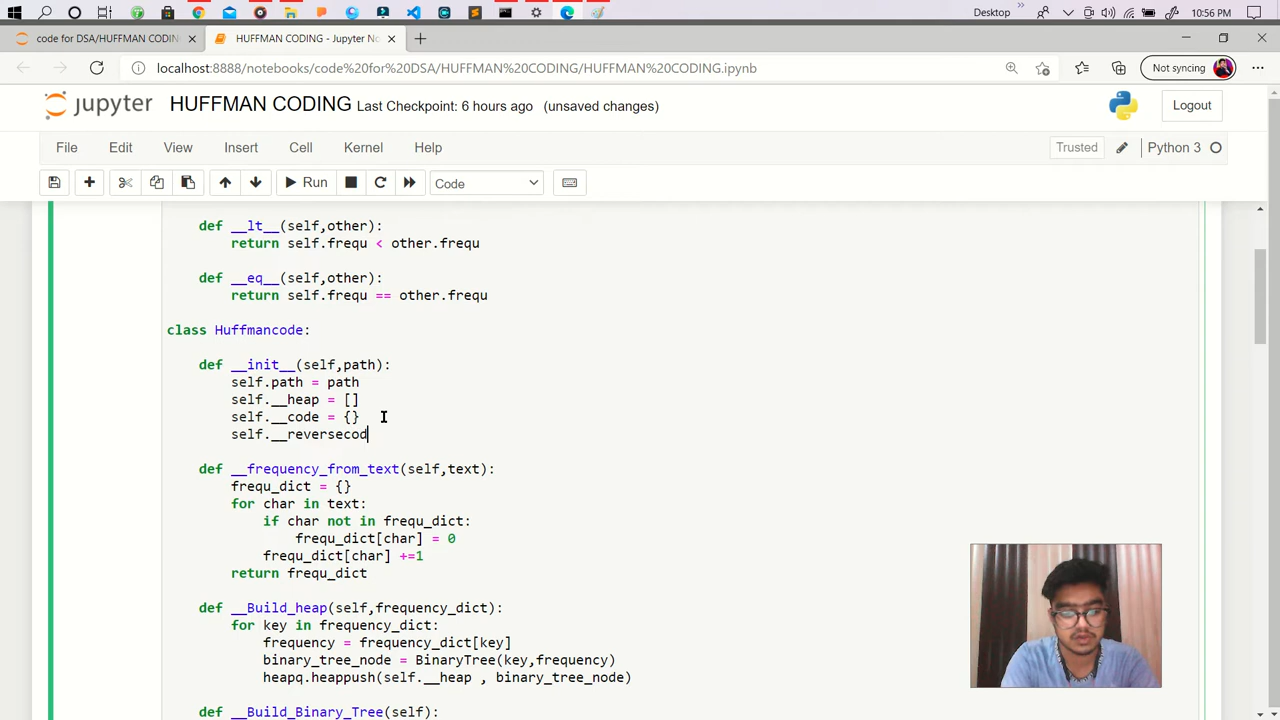 Desktop » 10:56 PM
code for DSA/HUFFMAN CODIN × HUFFMAN CODING - Jupyter No ×
localhost:8888/notebooks/code%20for%20DSA/HUFFMAN%20CODING/HUFFMAN%20CODING.ipynb Not syncing
jupyter HUFFMAN CODING Last Checkpoint: 6 hours ago (unsaved changes) Logout
File Edit View Insert Cell Kernel Help Trusted Python 3
Run Code
def __lt__(self,other):
return self.frequ < other.frequ
def __eq__(self,other):
return self.frequ == other.frequ
class Huffmancode:
def __init__(self,path):
self.path = path
self.__heap = []
self.__code = {}
self.__reversecod
def __frequency_from_text(self,text):
frequ_dict = {}
for char in text:
if char not in frequ_dict:
frequ_dict[char] = 0
frequ_dict[char] +=1
return frequ_dict
def __Build_heap(self,frequency_dict):
for key in frequency_dict:
frequency = frequency_dict[key]
binary_tree_node = BinaryTree(key,frequency)
heapq.heappush(self.__heap , binary_tree_node)
def __Build_Binary_Tree(self):